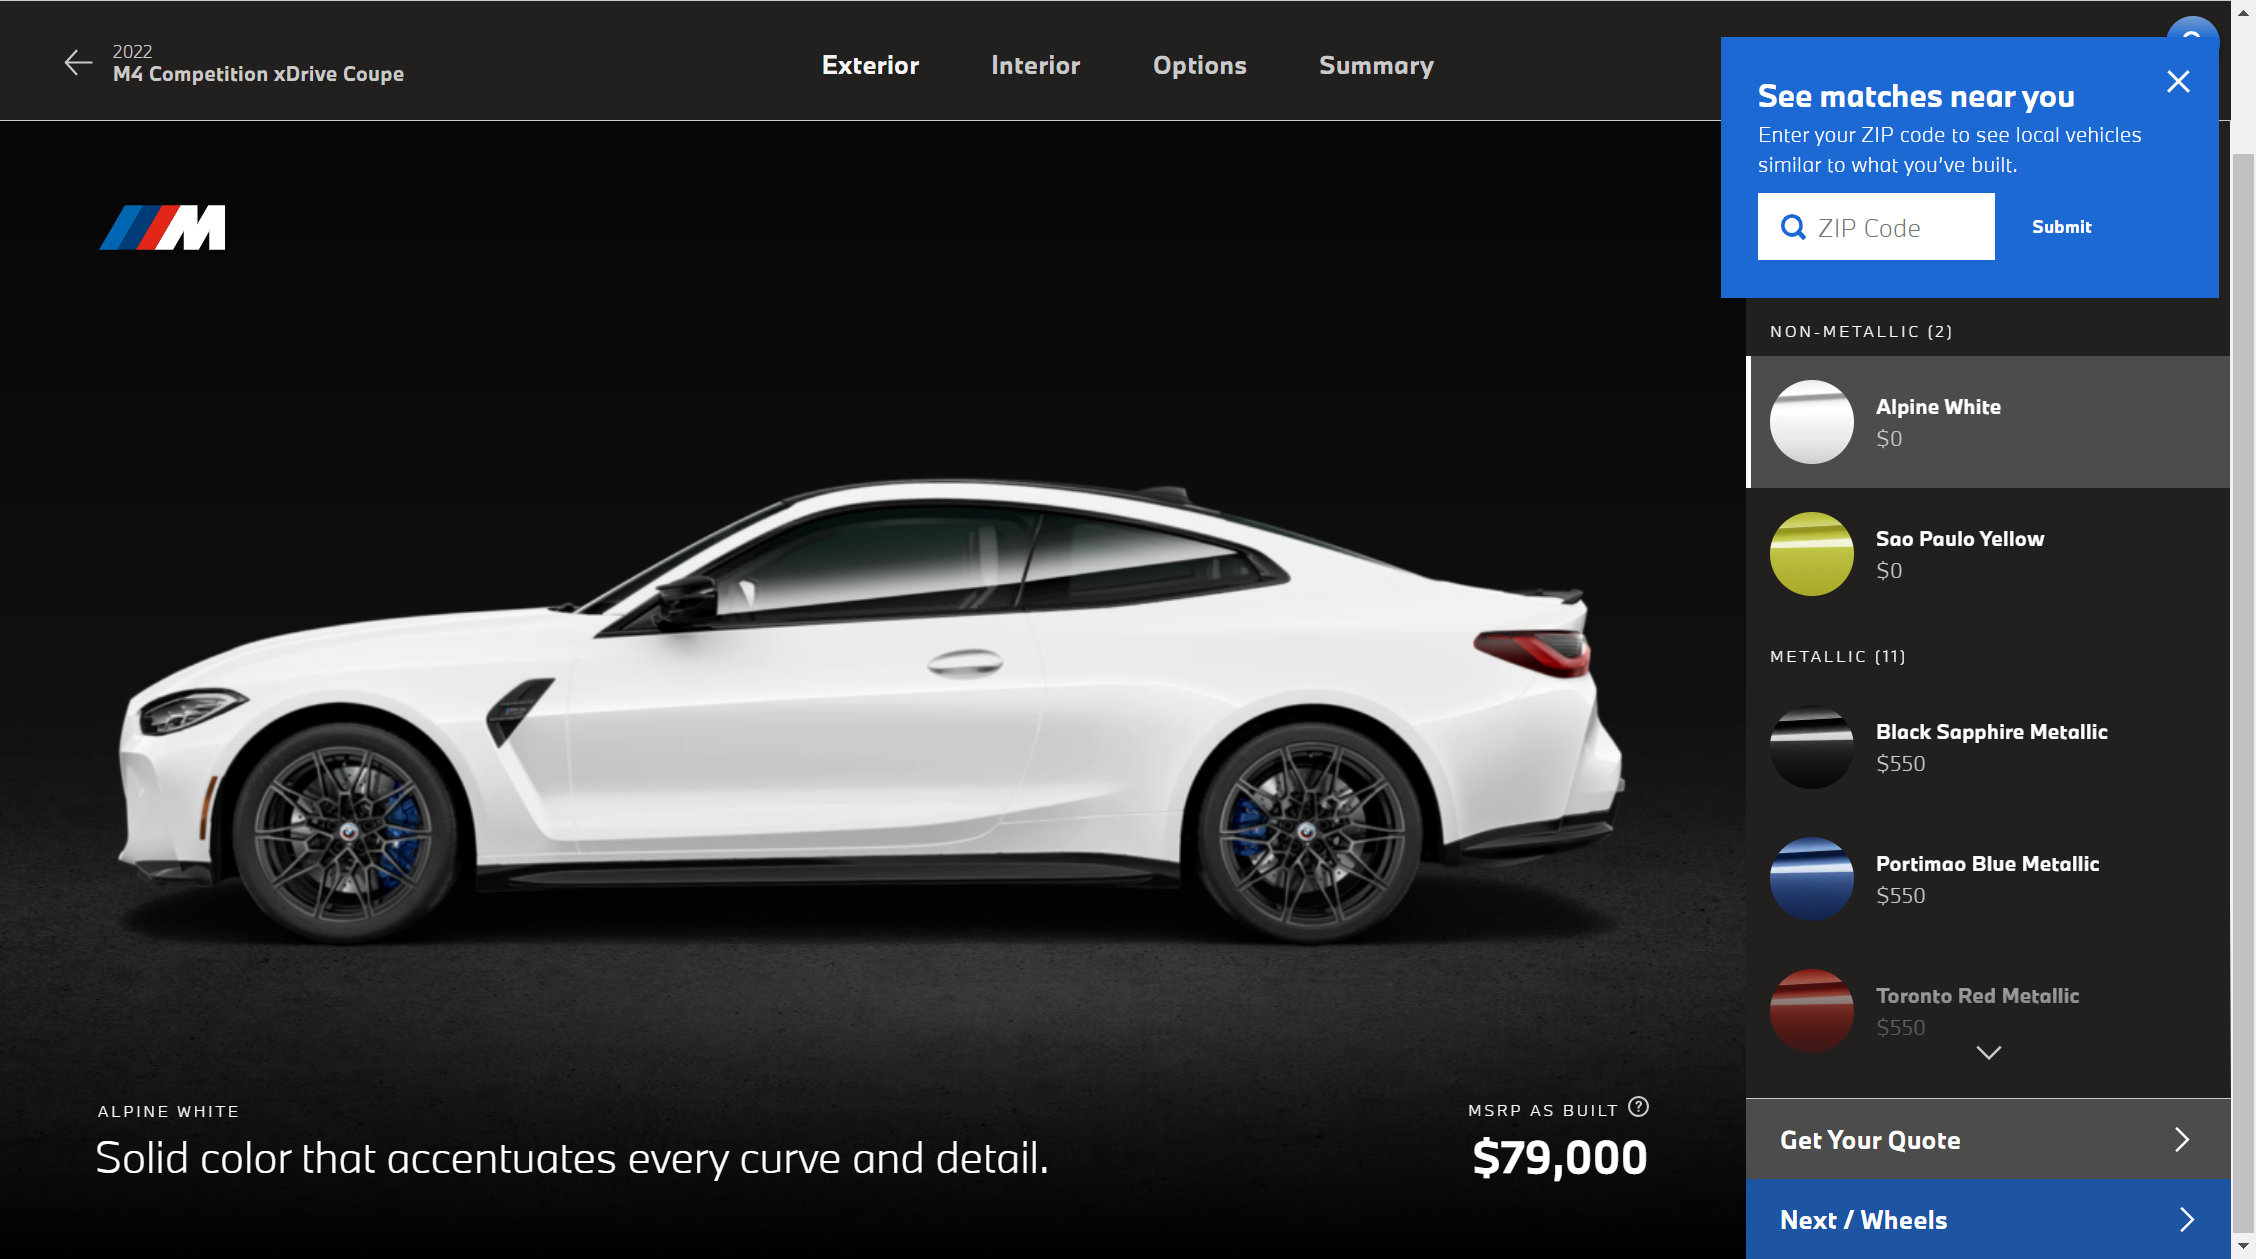 2022
M4 Competition xDrive Coupe
Exterior
Interior
Options
Summary
See matches near you
Enter your ZIP code to see local vehicles
similar to what you've built.
ZIP Code
Submit
M
NON-METALLIC (2)
Alpine White
$0
Sao Paulo Yellow
$0
METALLIC (11)
Black Sapphire Metallic
$550
Portimao Blue Metallic
$550
Toronto Red Metallic
$550
ALPINE WHITE
Solid color that accentuates every curve and detail.
MSRP AS BUILT ?
$79,000
Get Your Quote
Next / Wheels